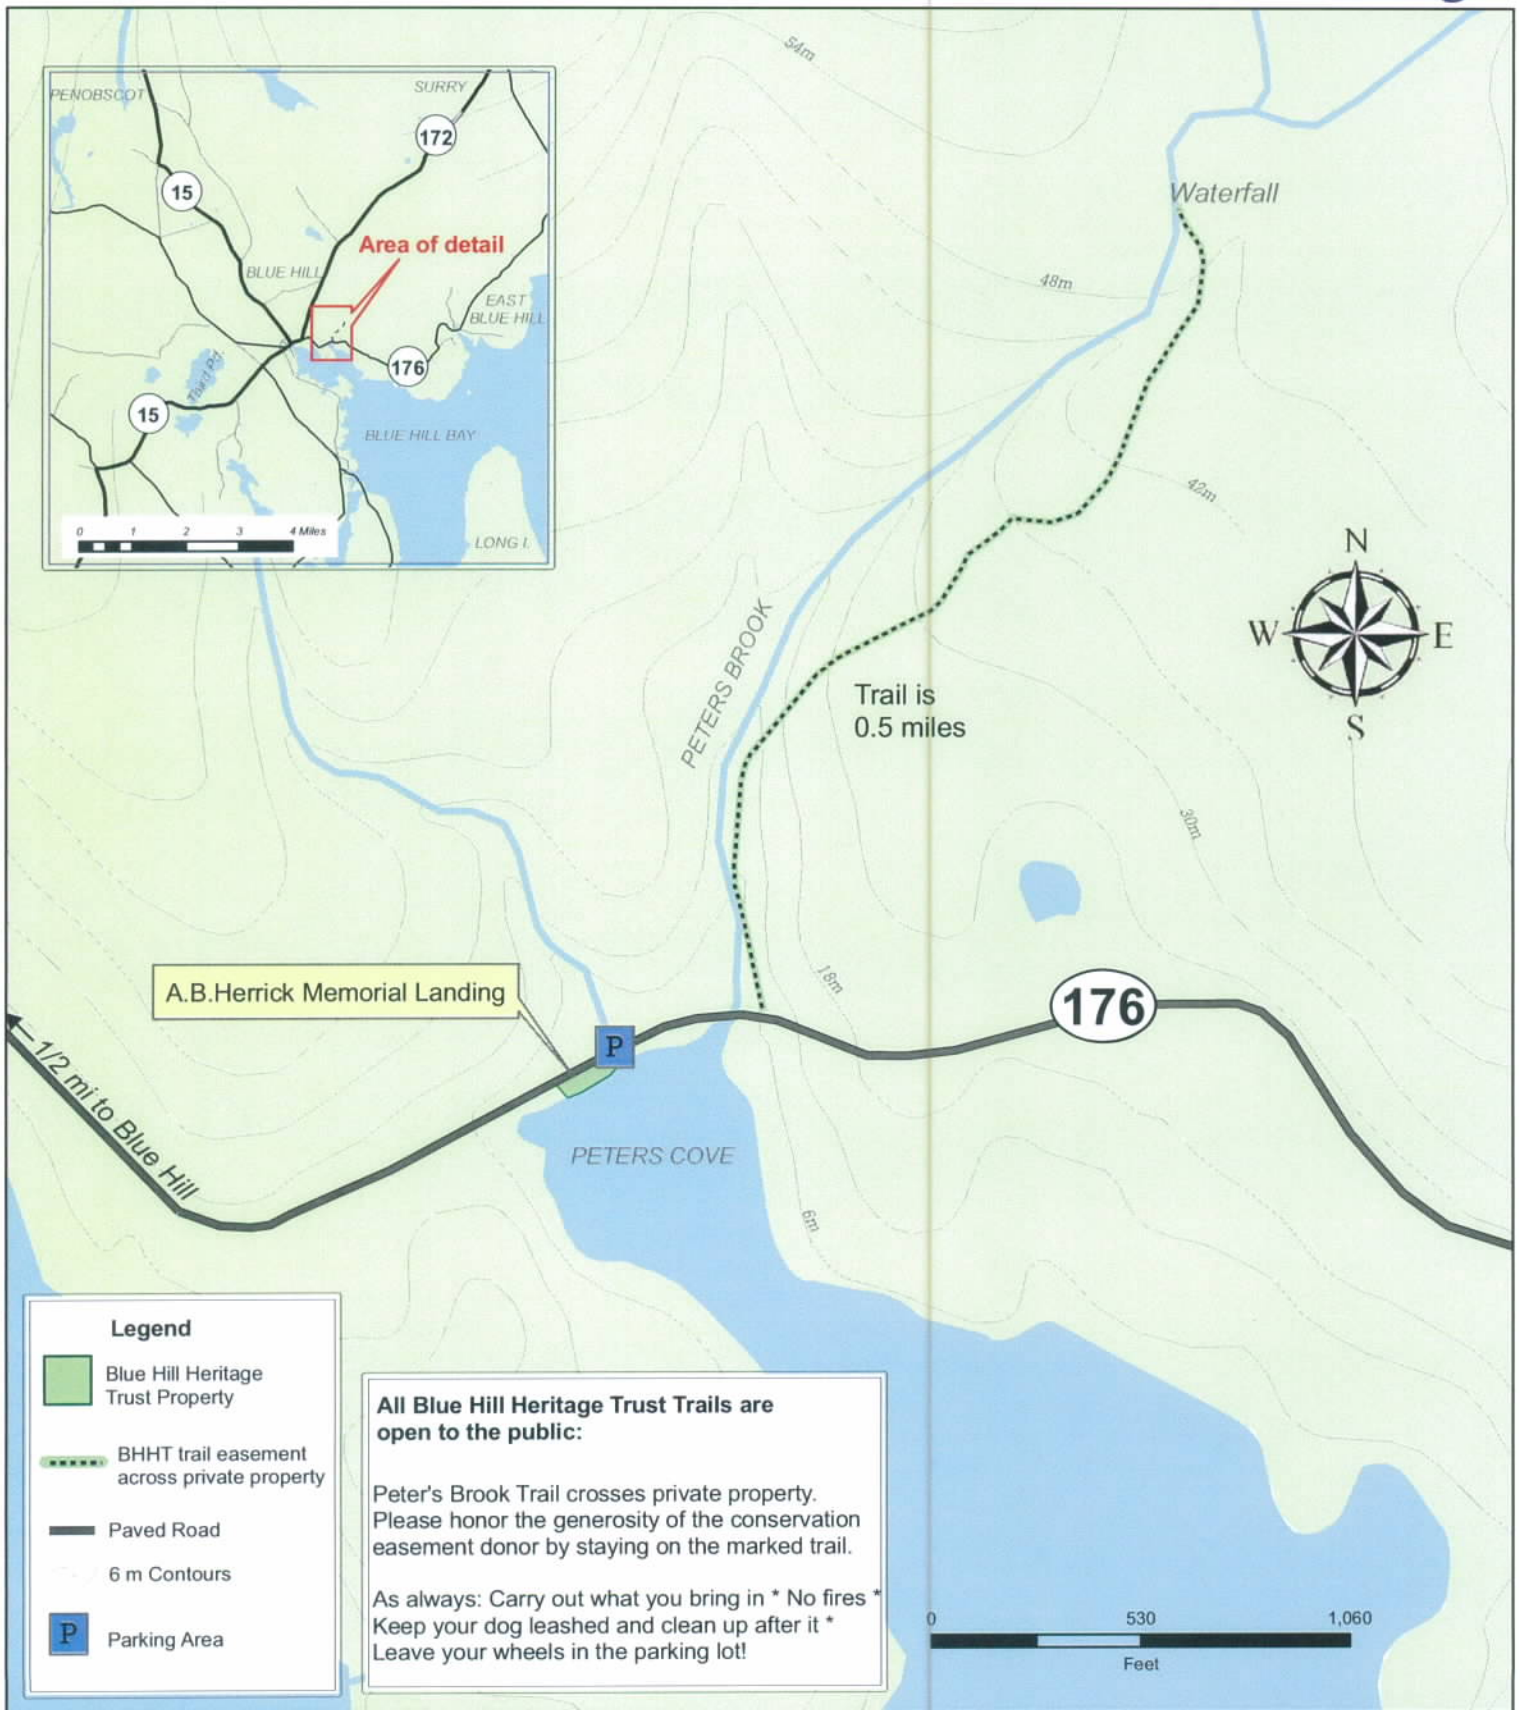 54m
PENOBSCOT
SURRY
172
15
Area of detail
BLUE HILL
EAST
BLUE HILL
Third Pd.
176
15
BLUE HILL BAY
0 1 2 3 4 Miles
LONG I.
Waterfall
48m
42m
N
W E
S
PETERS BROOK
Trail is
0.5 miles
30m
18m
A.B.Herrick Memorial Landing
176
P
1/2 mi to Blue Hill
PETERS COVE
6m
Legend
Blue Hill Heritage
Trust Property
BHHT trail easement
across private property
Paved Road
6 m Contours
P
Parking Area
All Blue Hill Heritage Trust Trails are
open to the public:
Peter's Brook Trail crosses private property.
Please honor the generosity of the conservation
easement donor by staying on the marked trail.
As always: Carry out what you bring in * No fires *
Keep your dog leashed and clean up after it *
Leave your wheels in the parking lot!
0 530 1,060
Feet